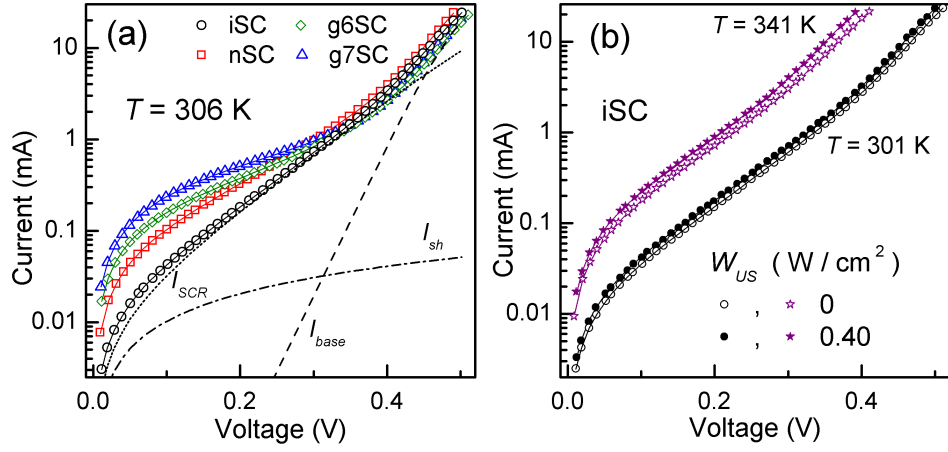 (a)
iSC
nSC
g6SC
g7SC
T = 306 K
I_SCR
I_sh
I_base
Current (mA)
10
1
0.1
0.01
0.0
0.2
0.4
Voltage (V)
(b)
T = 341 K
iSC
T = 301 K
W_US ( W / cm^2 )
, 0
, 0.40
Current (mA)
10
1
0.1
0.01
0.0
0.2
0.4
Voltage (V)